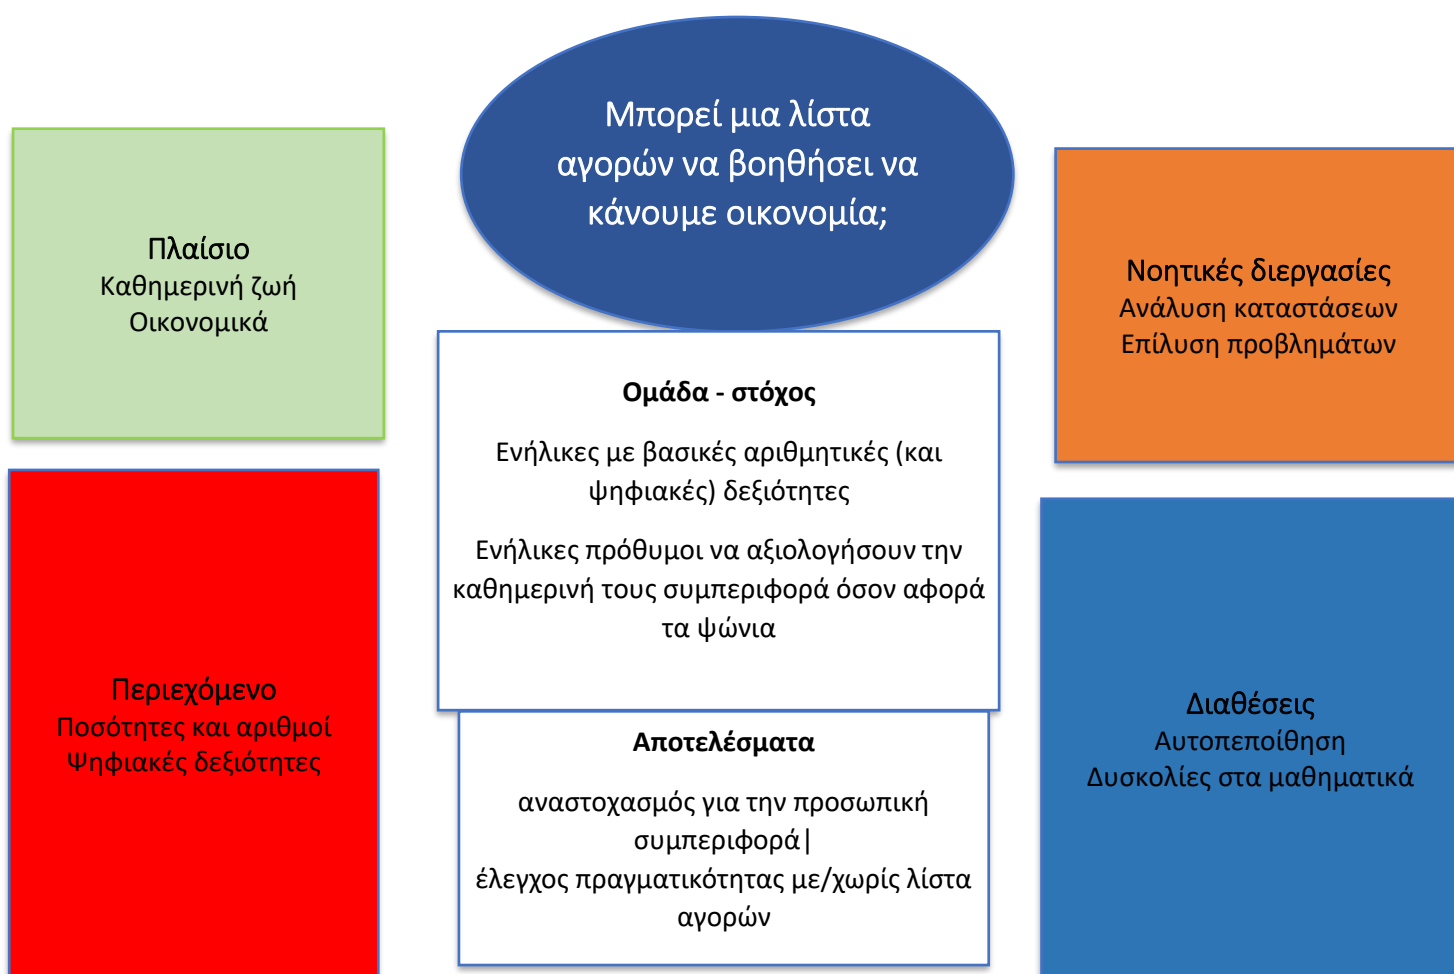 Μπορεί μια λίστα
αγορών να βοηθήσει να
κάνουμε οικονομία;
Πλαίσιο
Καθημερινή ζωή
Οικονομικά
Νοητικές διεργασίες
Ανάλυση καταστάσεων
Επίλυση προβλημάτων
Ομάδα - στόχος
Ενήλικες με βασικές αριθμητικές (και
ψηφιακές) δεξιότητες
Ενήλικες πρόθυμοι να αξιολογήσουν την
καθημερινή τους συμπεριφορά όσον αφορά
τα ψώνια
Περιεχόμενο
Ποσότητες και αριθμοί
Ψηφιακές δεξιότητες
Διαθέσεις
Αυτοπεποίθηση
Δυσκολίες στα μαθηματικά
Αποτελέσματα
αναστοχασμός για την προσωπική
συμπεριφορά|
έλεγχος πραγματικότητας με/χωρίς λίστα
αγορών